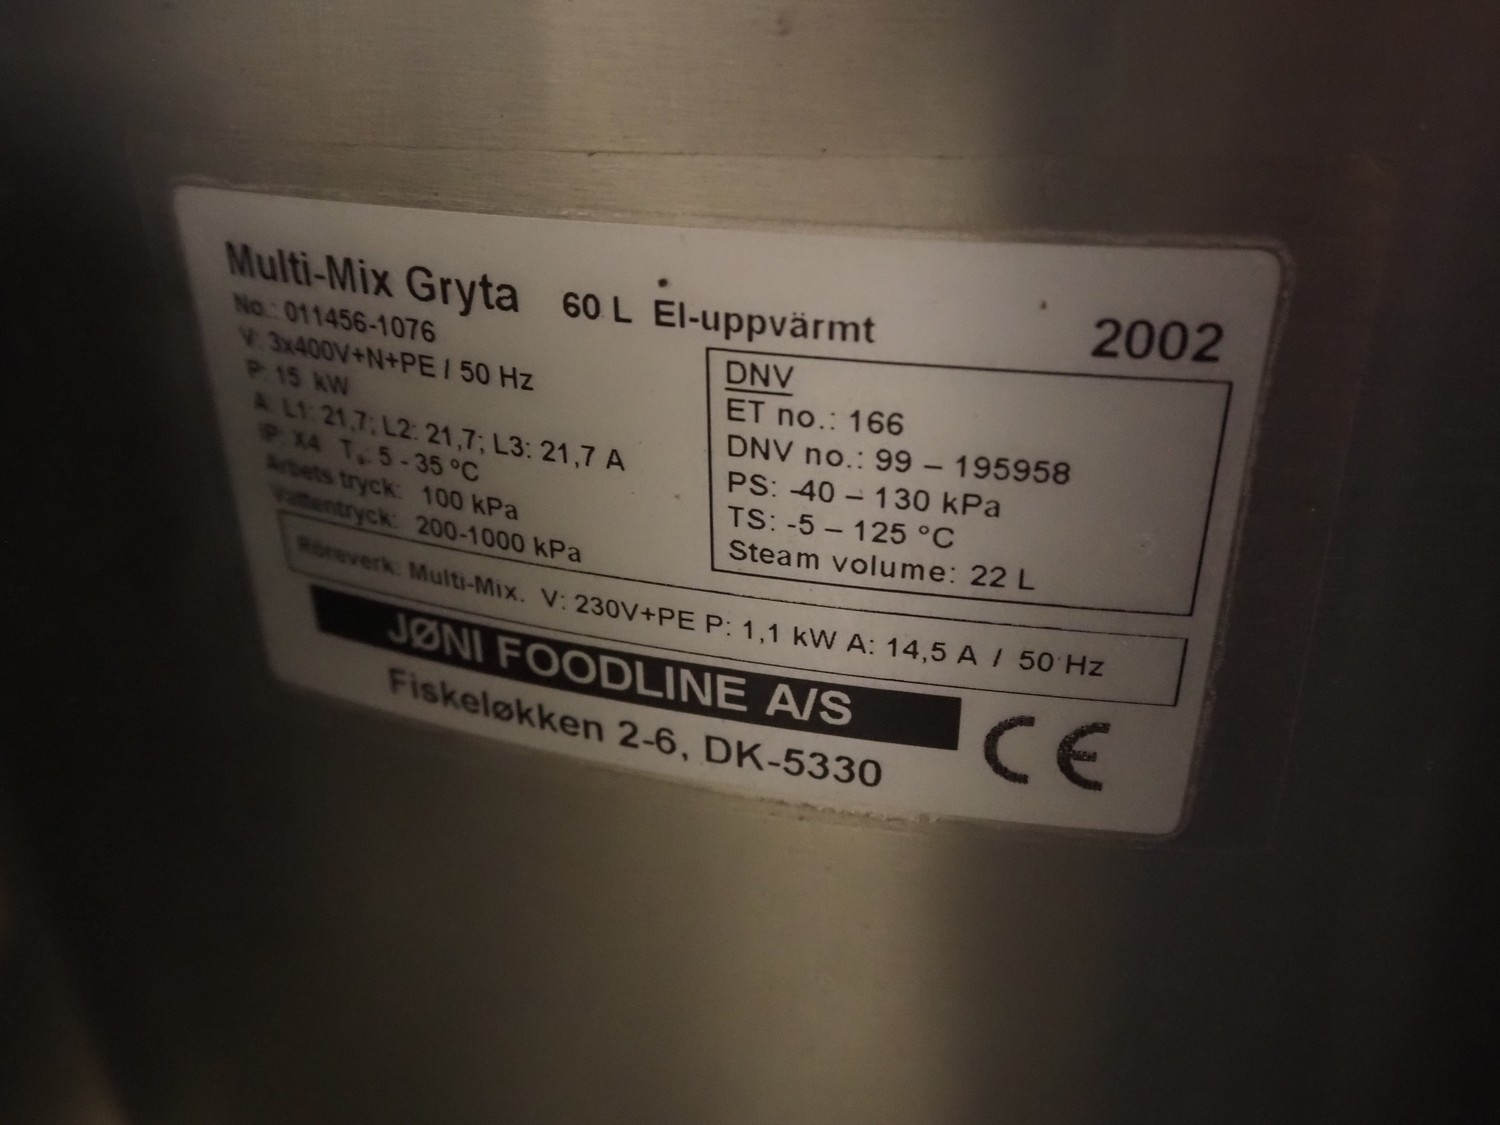 Multi-Mix Gryta 60 L El-uppvärmt 2002
No.: 011456-1076
V: 3x400V+N+PE / 50 Hz
P: 15 kW
A: L1: 21,7; L2: 21,7; L3: 21,7 A
IP: X4 Ta: 5 - 35 °C
Arbets tryck: 100 kPa
Vattentryck: 200-1000 kPa
DNV
ET no.: 166
DNV no.: 99 – 195958
PS: -40 – 130 kPa
TS: -5 – 125 °C
Steam volume: 22 L
Röreverk: Multi-Mix. V: 230V+PE P: 1,1 kW A: 14,5 A / 50 Hz
JØNI FOODLINE A/S
Fiskeløkken 2-6, DK-5330
CE